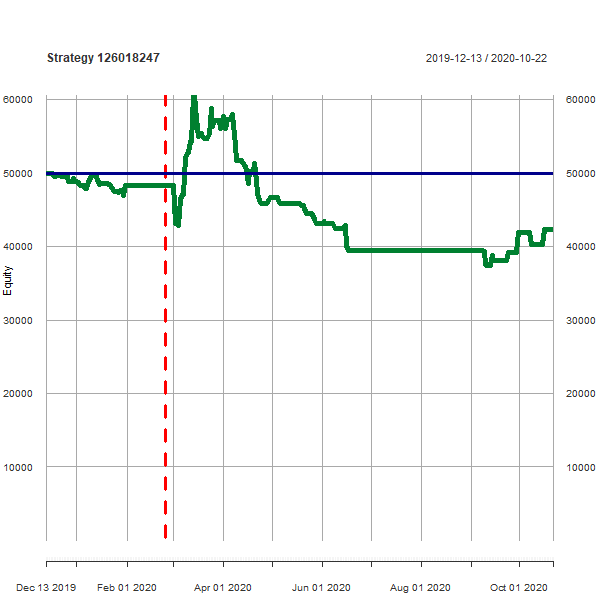 Strategy 126018247
2019-12-13 / 2020-10-22
60000
60000
50000
50000
40000
40000
Equity
30000
30000
20000
20000
10000
10000
Dec 13 2019
Feb 01 2020
Apr 01 2020
Jun 01 2020
Aug 01 2020
Oct 01 2020